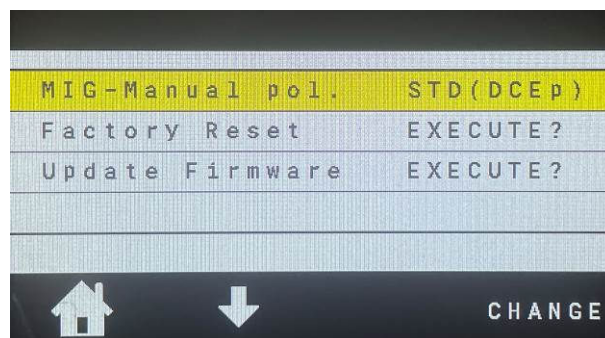 MIG-Manual pol. STD(DCEp)
Factory Reset EXECUTE?
Update Firmware EXECUTE?
CHANGE